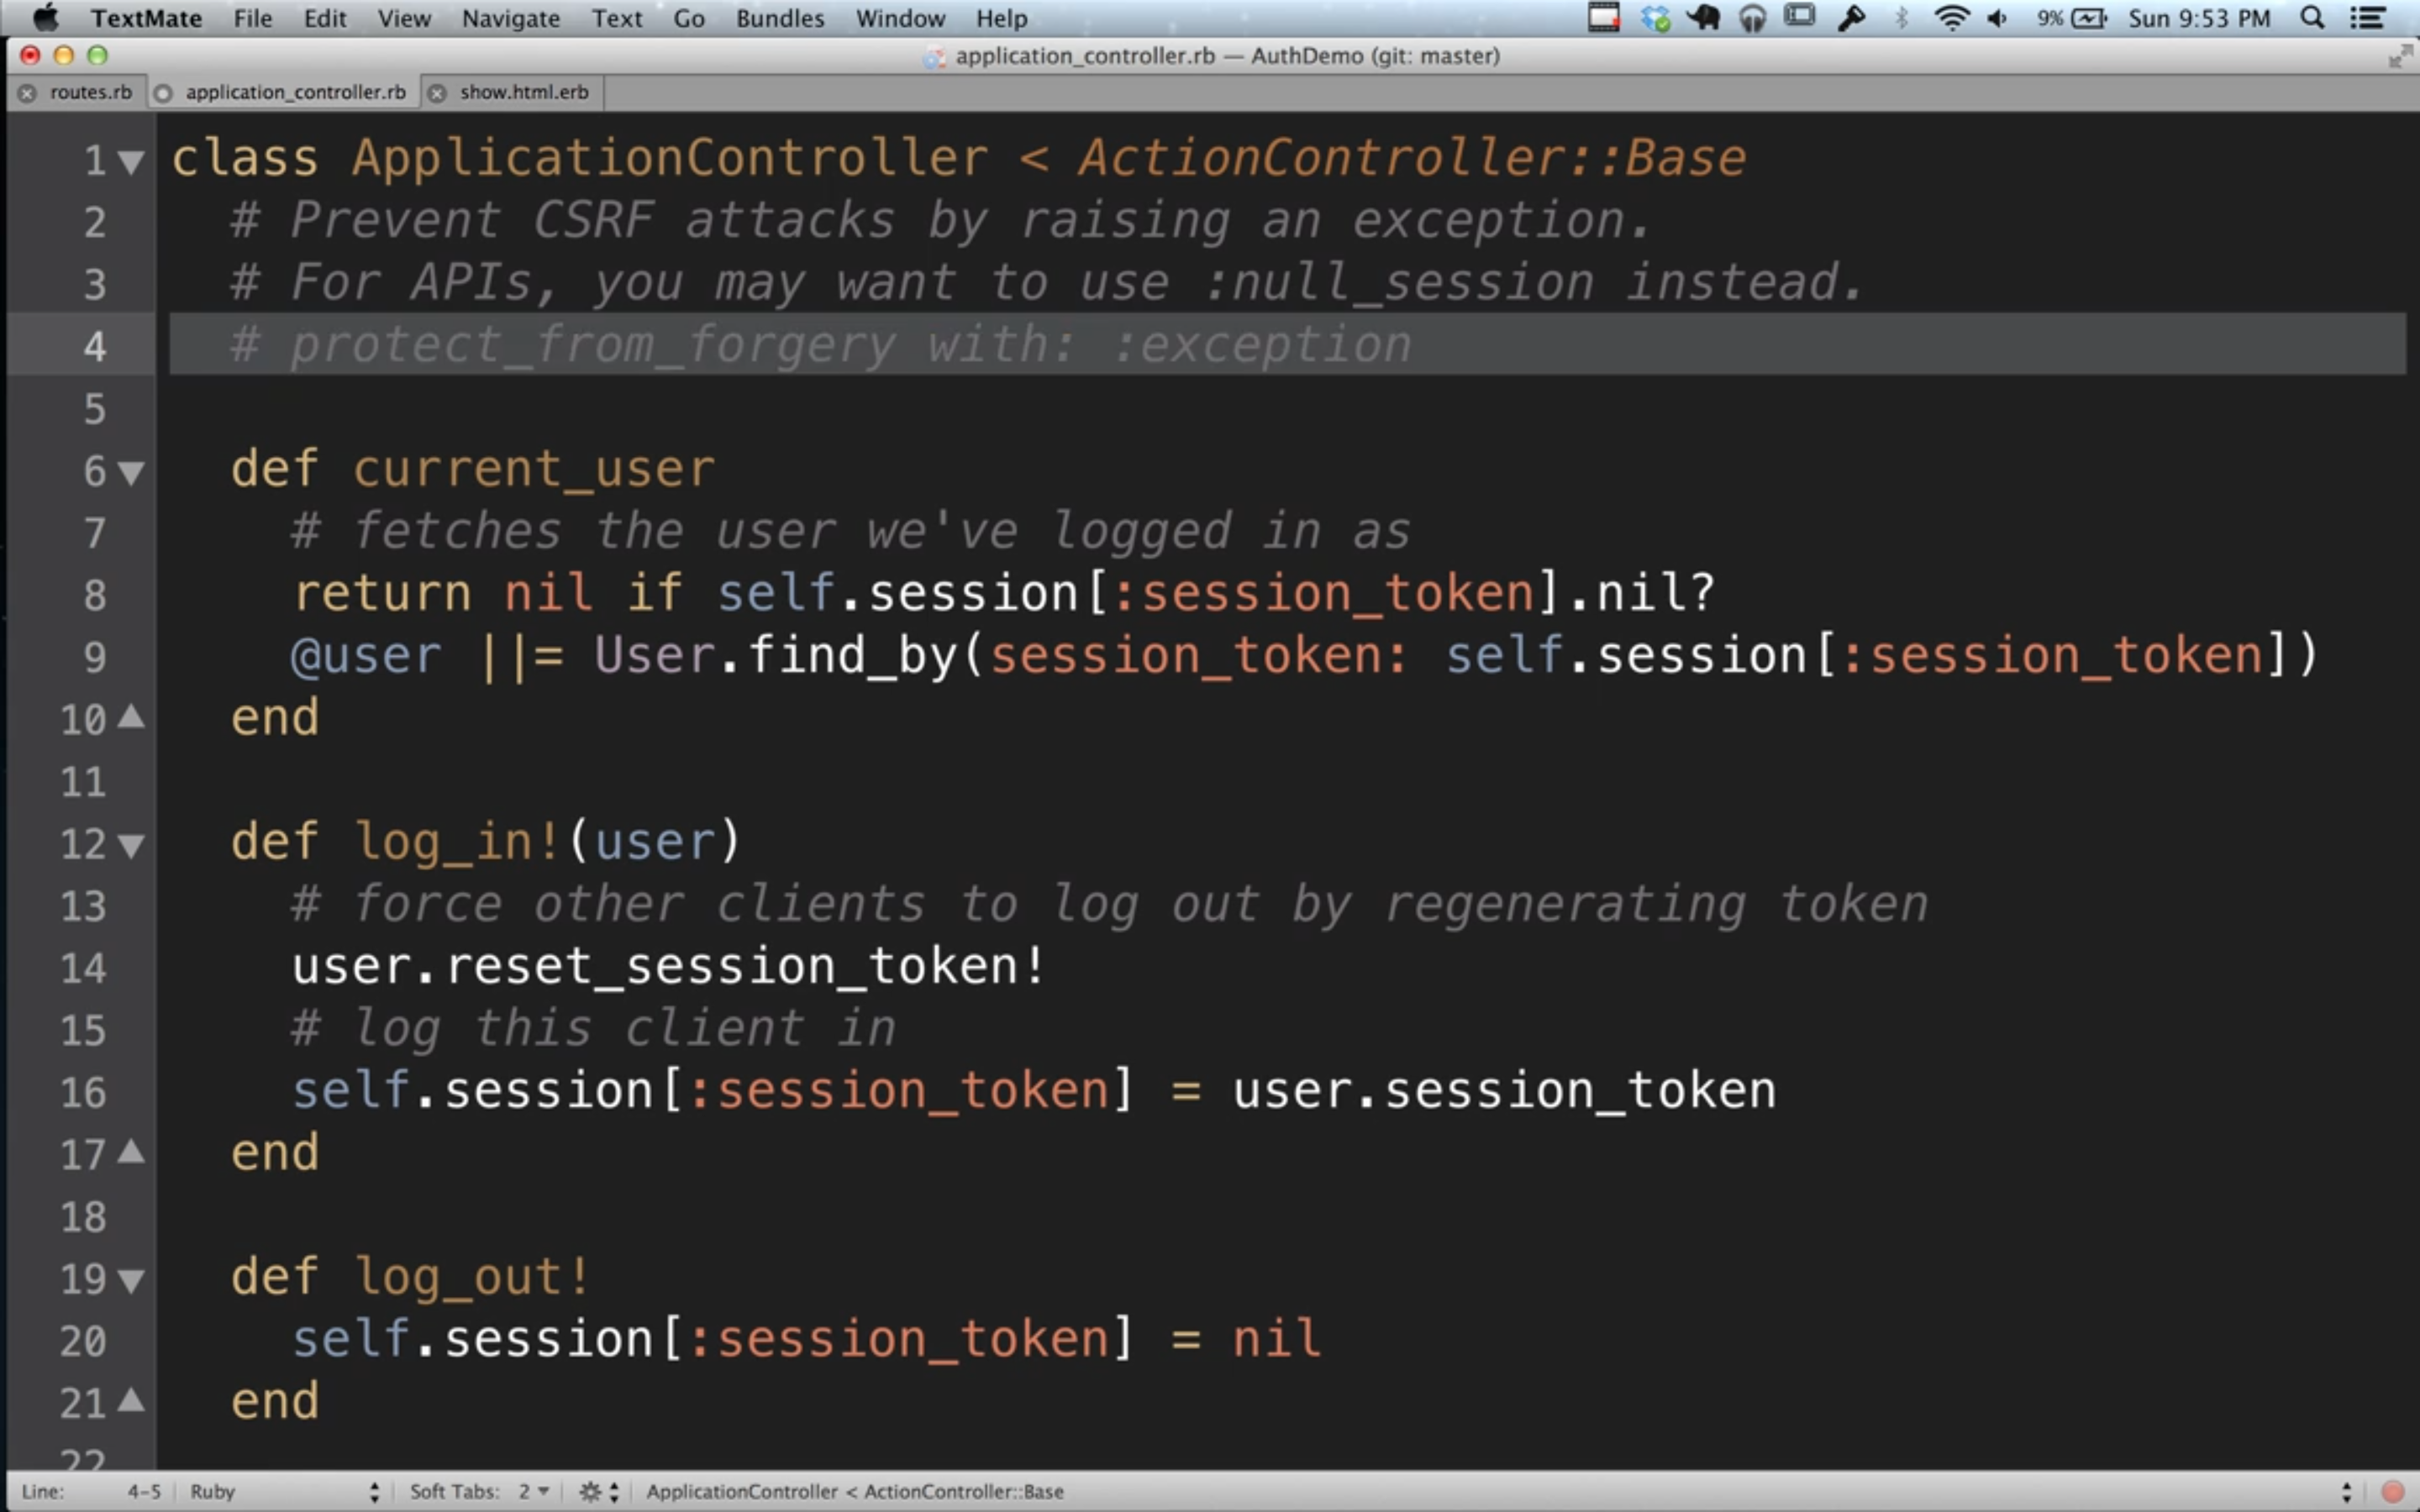 TextMate File Edit View Navigate Text Go Bundles Window Help 9% Sun 9:53 PM
application_controller.rb — AuthDemo (git: master)
routes.rb application_controller.rb show.html.erb
1 class ApplicationController < ActionController::Base
2 # Prevent CSRF attacks by raising an exception.
3 # For APIs, you may want to use :null_session instead.
4 # protect_from_forgery with: :exception
5
6 def current_user
7 # fetches the user we've logged in as
8 return nil if self.session[:session_token].nil?
9 @user ||= User.find_by(session_token: self.session[:session_token])
10 end
11
12 def log_in!(user)
13 # force other clients to log out by regenerating token
14 user.reset_session_token!
15 # log this client in
16 self.session[:session_token] = user.session_token
17 end
18
19 def log_out!
20 self.session[:session_token] = nil
21 end
22
Line: 4-5 Ruby Soft Tabs: 2 ApplicationController < ActionController::Base